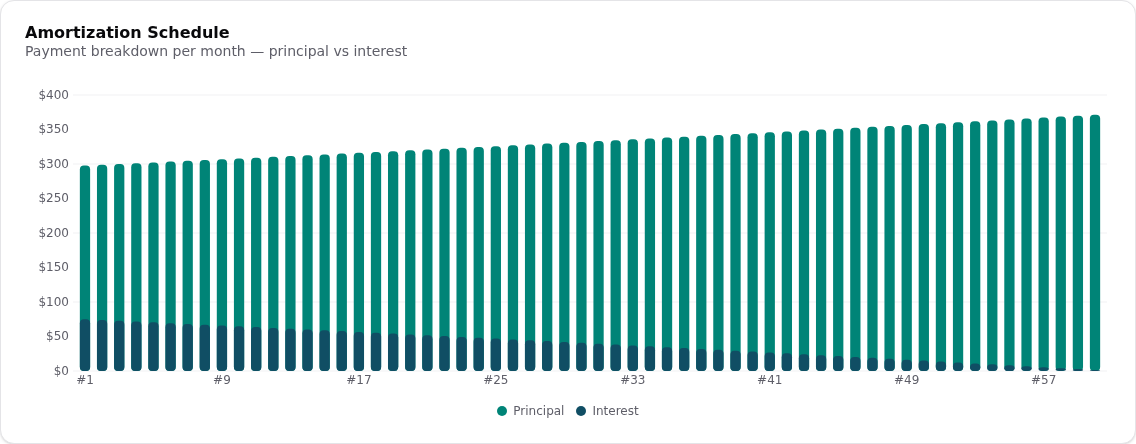 Amortization Schedule
Payment breakdown per month — principal vs interest
$400
$350
$300
$250
$200
$150
$100
$50
$0
#1 #9 #17 #25 #33 #41 #49 #57
Principal Interest